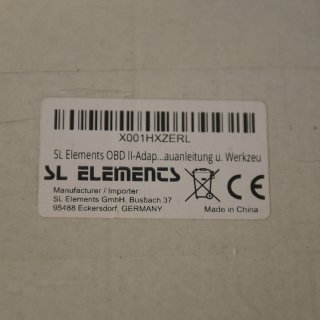 X001HXZERL
SL Elements OBD II-Adap...auanleitung u. Werkzeu
SL ELEMENTS
Manufacturer / Importer:
SL Elements GmbH, Busbach 37
95488 Eckersdorf, GERMANY
CE
Made in China